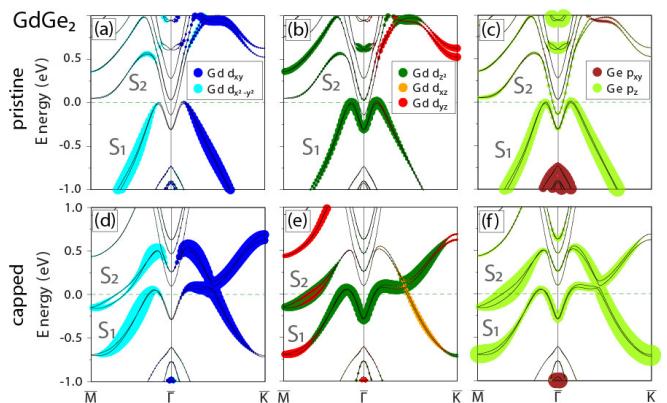 GdGe₂
(a) (b) (c)
Gd dxy
Gd dx²-y²
Gd dz²
Gd dxz
Gd dyz
Ge pxy
Ge pz
pristine
Energy (eV)
0.5
0.0
-0.5
-1.0
S₂
S₁
S₂
S₁
S₂
S₁
(d) (e) (f)
capped
Energy (eV)
1.0
0.5
0.0
-0.5
-1.0
S₂
S₁
S₂
S₁
S₂
S₁
M̅ Γ̅ K̅ M̅ Γ̅ K̅ M̅ Γ̅ K̅